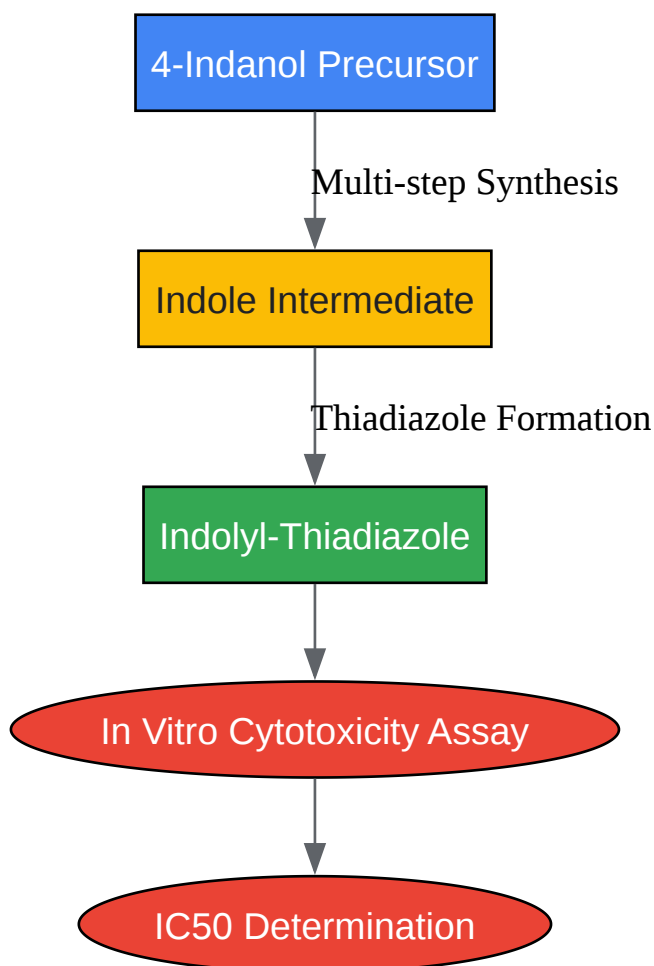 4-Indanol Precursor
Multi-step Synthesis
Indole Intermediate
Thiadiazole Formation
Indolyl-Thiadiazole
In Vitro Cytotoxicity Assay
IC50 Determination